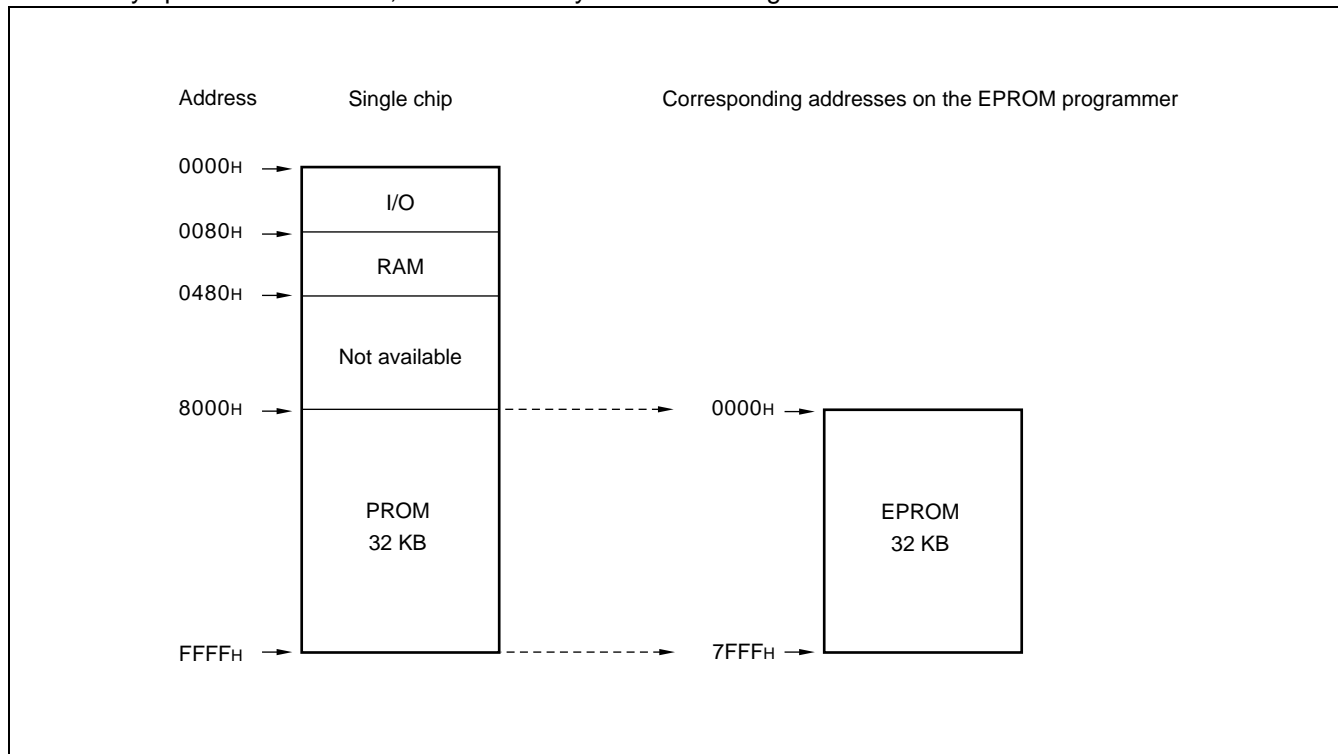 Address Single chip Corresponding addresses on the EPROM programmer
0000H
I/O
0080H
RAM
0480H
Not available
8000H 0000H
PROM EPROM
32 KB 32 KB
FFFFH 7FFFH